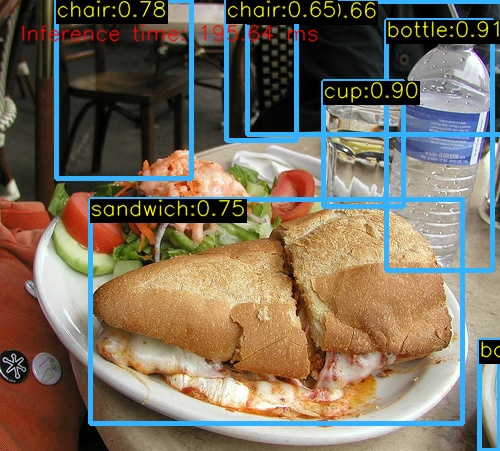 chair:0.78
chair:0.65
.66
Inference time: 195.64 ms
bottle:0.91
cup:0.90
sandwich:0.75
bo